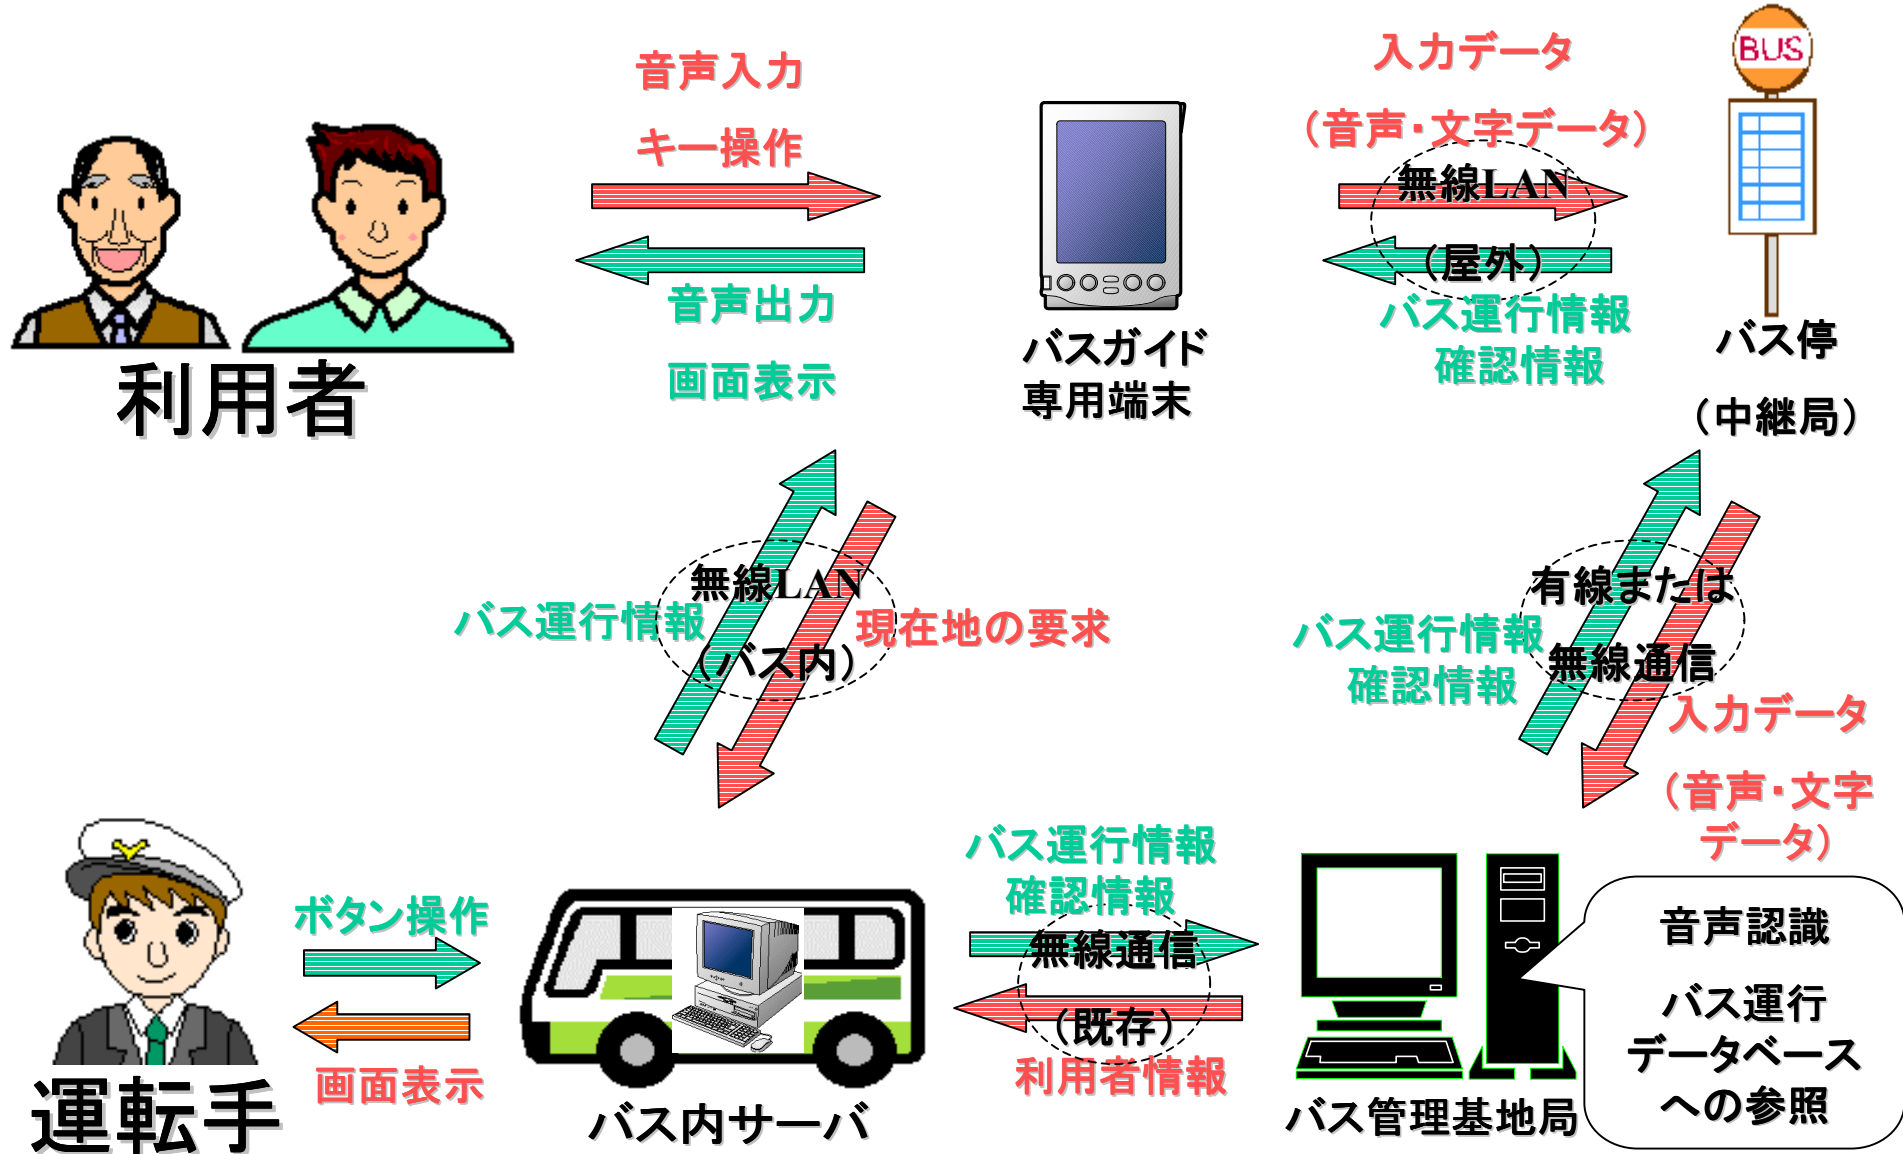 音声入力
キー操作
音声出力
画面表示
利用者
バスガイド
専用端末
入力データ
（音声・文字データ）
無線LAN
（屋外）
バス運行情報
確認情報
BUS
バス停
（中継局）
バス運行情報
無線LAN
（バス内）
現在地の要求
バス運行情報
確認情報
有線または
無線通信
入力データ
（音声・文字
データ）
ボタン操作
画面表示
運転手
バス内サーバ
バス運行情報
確認情報
無線通信
（既存）
利用者情報
バス管理基地局
音声認識
バス運行
データベース
への参照